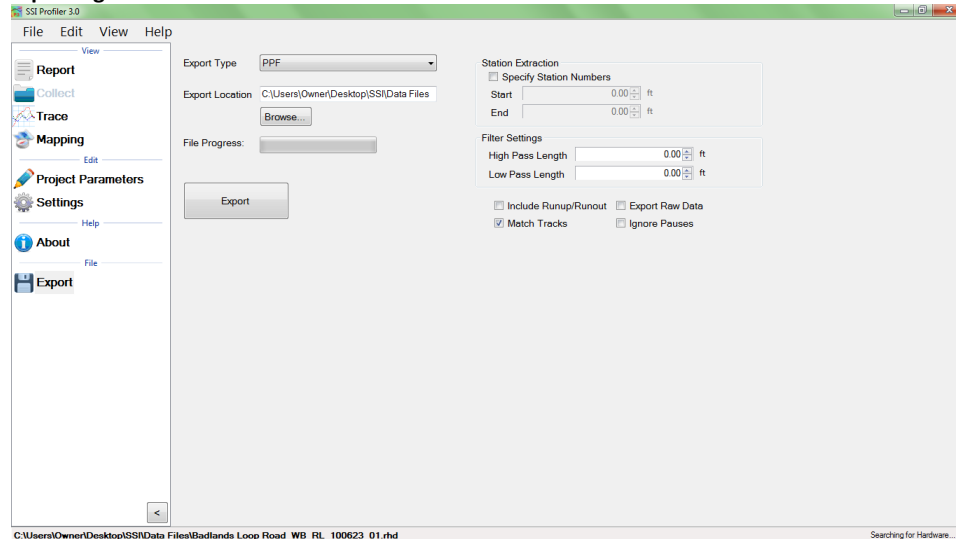 SSI Profiler 3.0
File Edit View Help
View
Report
Collect
Trace
Mapping
Edit
Project Parameters
Settings
Help
About
File
Export
<
Export Type PPF
Export Location C:\Users\Owner\Desktop\SSI\Data Files
Browse...
File Progress:
Export
Station Extraction
Specify Station Numbers
Start 0.00 ft
End 0.00 ft
Filter Settings
High Pass Length 0.00 ft
Low Pass Length 0.00 ft
Include Runup/Runout Export Raw Data
Match Tracks Ignore Pauses
C:\Users\Owner\Desktop\SSI\Data Files\Badlands Loop Road_WB_RL_100623_01.rhd
Searching for Hardware...